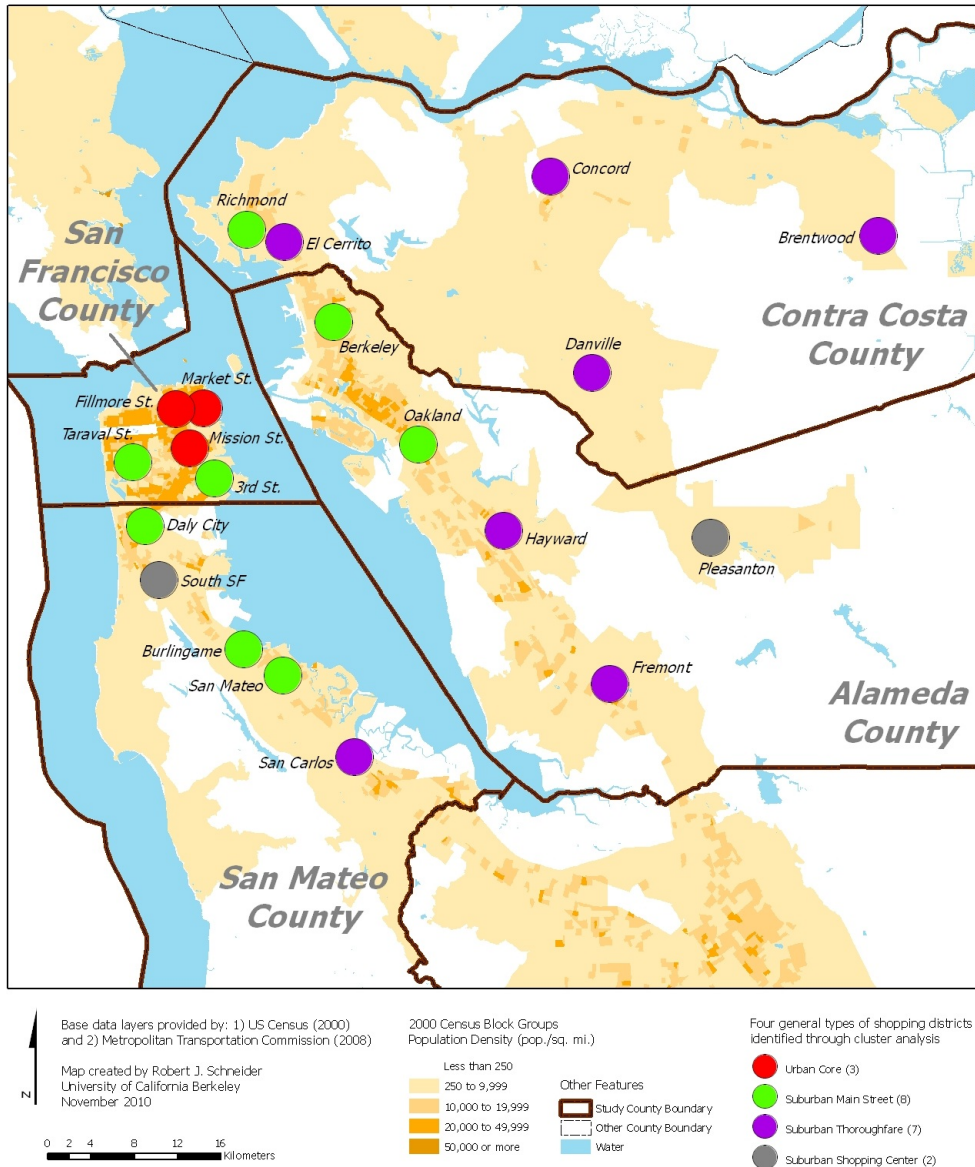 Concord
Richmond
El Cerrito
Brentwood
San
Francisco
County
Contra Costa
County
Berkeley
Danville
Market St.
Fillmore St.
Taraval St.
Mission St.
3rd St.
Oakland
Daly City
Hayward
Pleasanton
South SF
Burlingame
San Mateo
Fremont
Alameda
County
San Carlos
San Mateo
County
N
Base data layers provided by: 1) US Census (2000)
and 2) Metropolitan Transportation Commission (2008)
Map created by Robert J. Schneider
University of California Berkeley
November 2010
0 2 4 8 12 16
Kilometers
2000 Census Block Groups
Population Density (pop./sq. mi.)
Less than 250
250 to 9,999
10,000 to 19,999
20,000 to 49,999
50,000 or more
Other Features
Study County Boundary
Other County Boundary
Water
Four general types of shopping districts
identified through cluster analysis
Urban Core (3)
Suburban Main Street (8)
Suburban Thoroughfare (7)
Suburban Shopping Center (2)